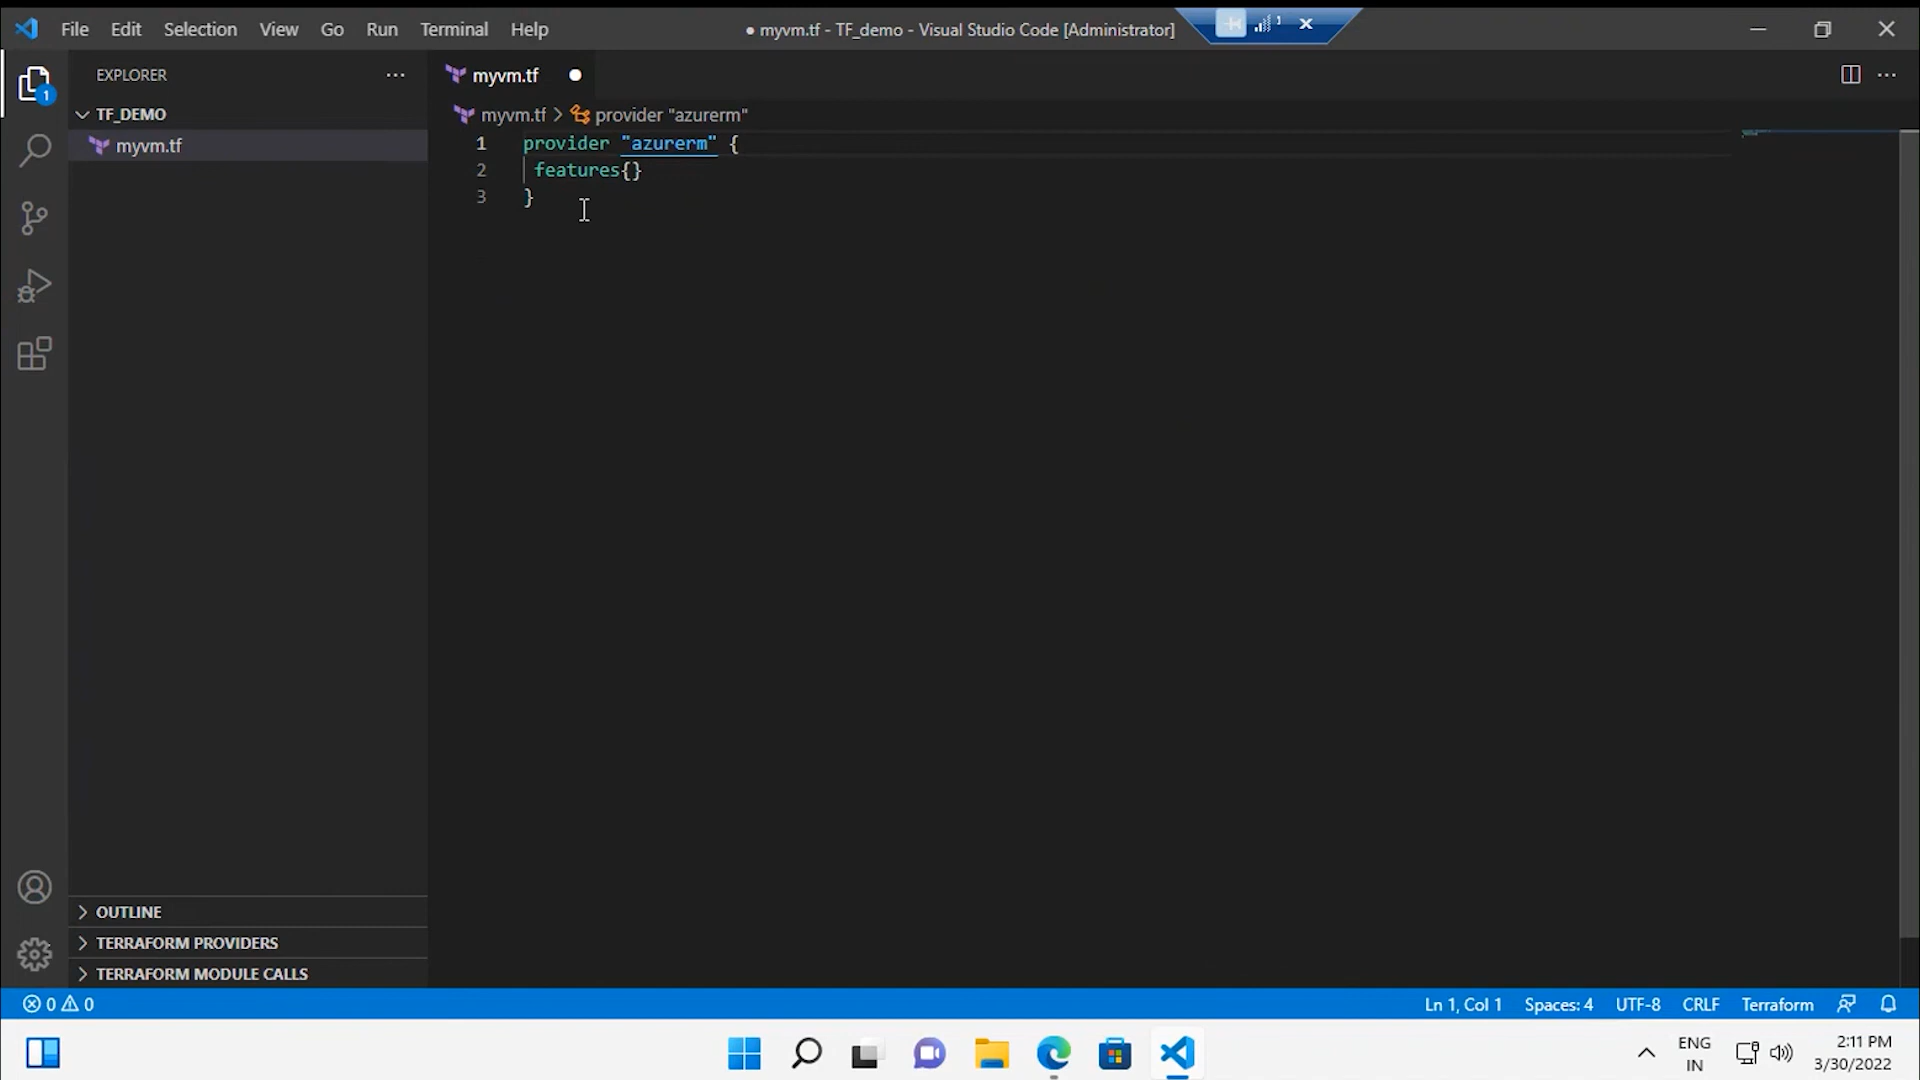 File Edit Selection View Go Run Terminal Help
● myvm.tf - TF_demo - Visual Studio Code [Administrator]
1
EXPLORER
TF_DEMO
myvm.tf
myvm.tf
myvm.tf > provider "azurerm"
1 provider "azurerm" {
2 features{}
3 }
OUTLINE
TERRAFORM PROVIDERS
TERRAFORM MODULE CALLS
0 0
Ln 1, Col 1 Spaces: 4 UTF-8 CRLF Terraform
ENG
IN
2:11 PM
3/30/2022